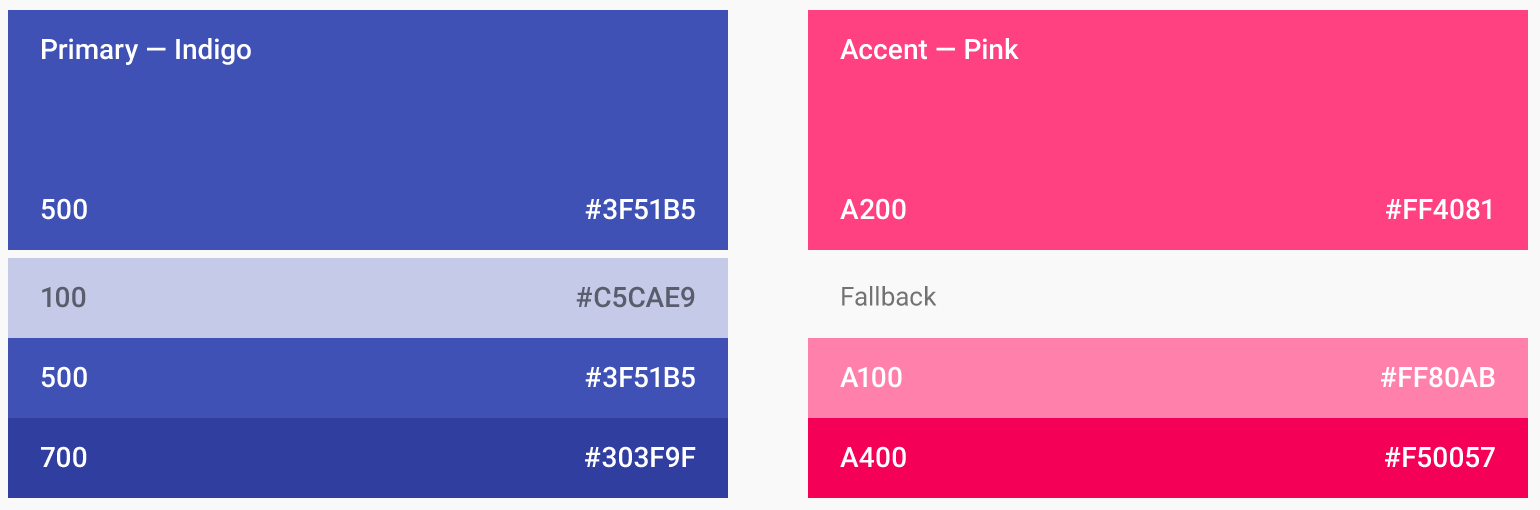 Primary — Indigo
500 #3F51B5
100 #C5CAE9
500 #3F51B5
700 #303F9F
Accent — Pink
A200 #FF4081
Fallback
A100 #FF80AB
A400 #F50057